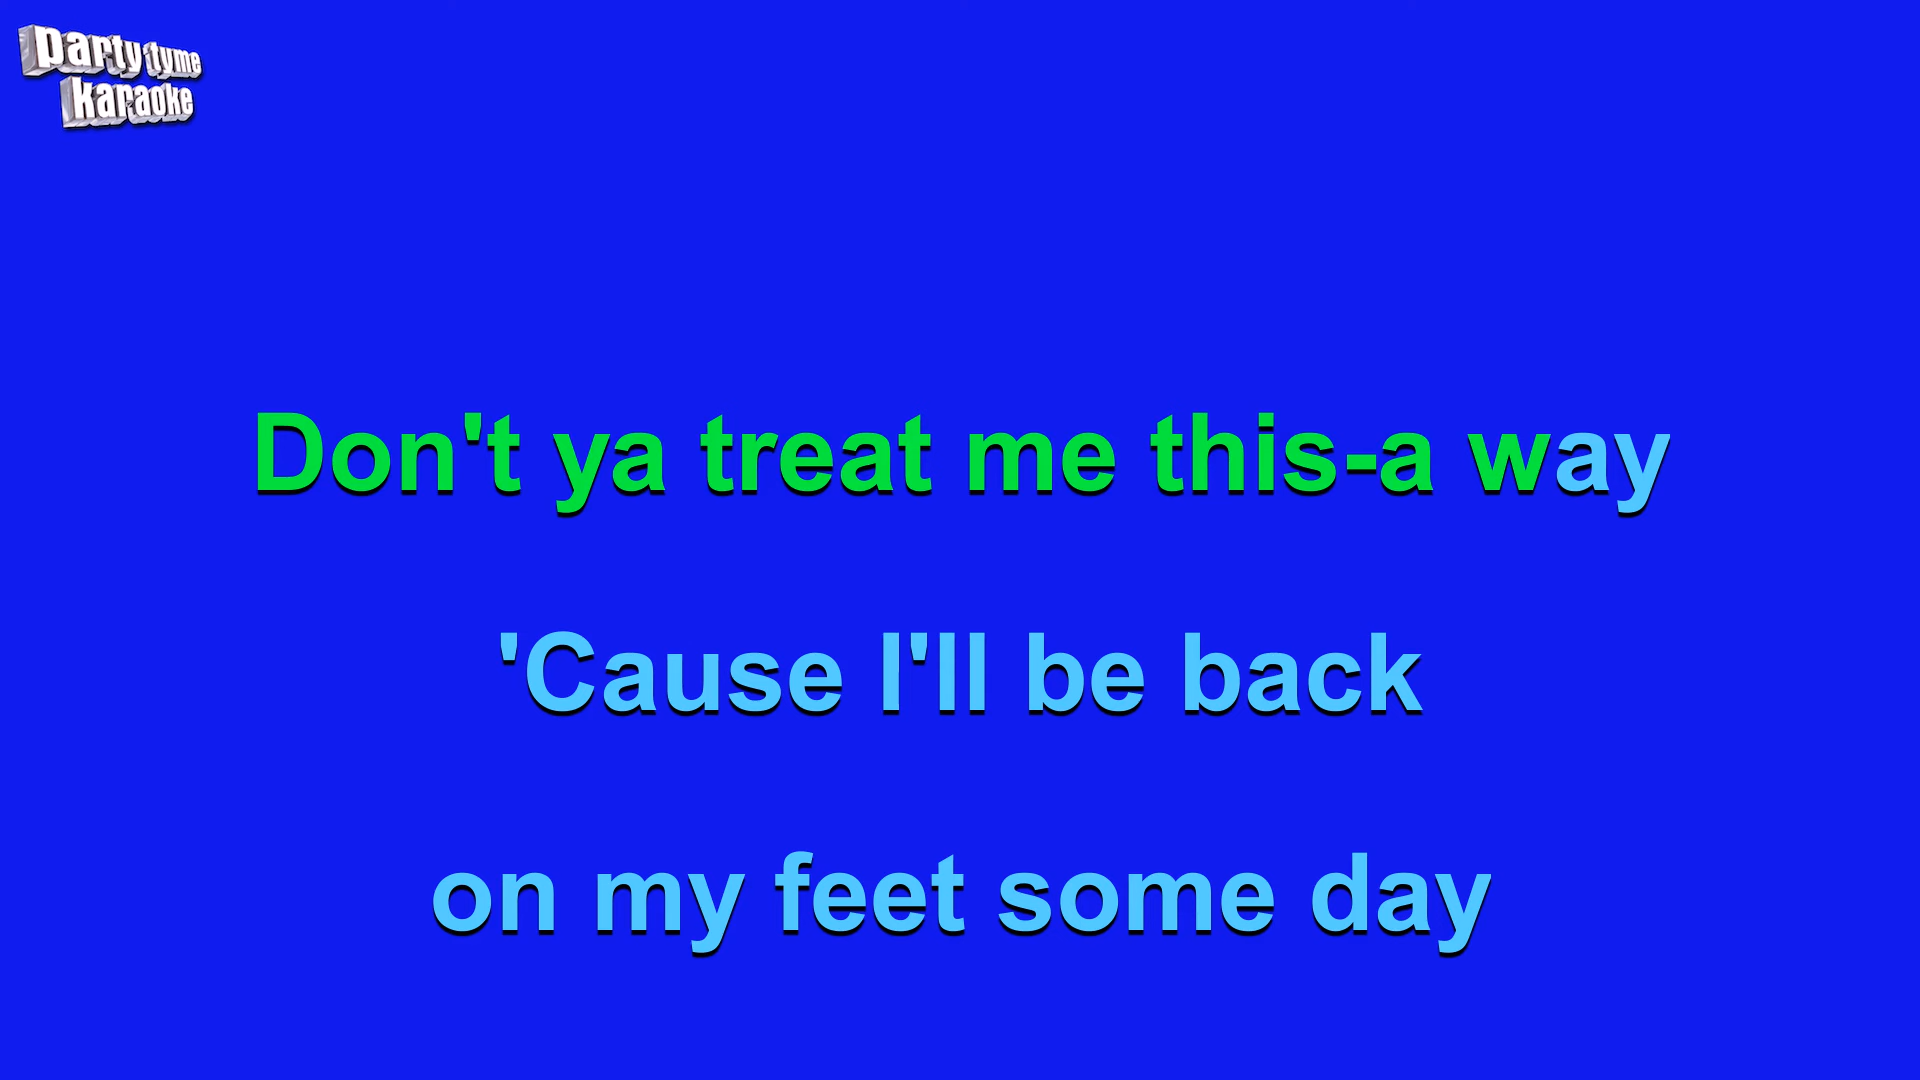 party tyme
karaoke
Don't ya treat me this-a way
'Cause I'll be back
on my feet some day